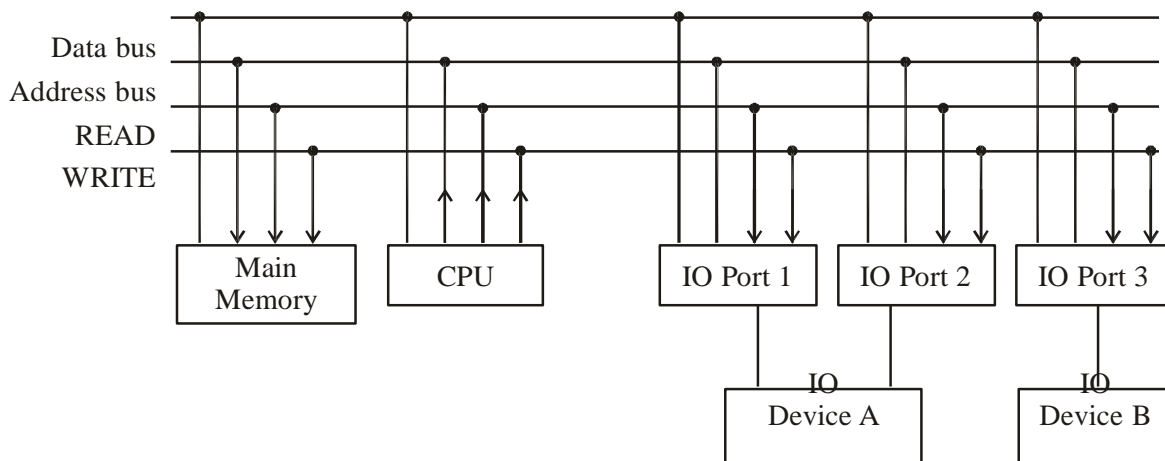 Data bus
Address bus
READ
WRITE
Main
Memory
CPU
IO Port 1
IO Port 2
IO Port 3
IO
Device A
IO
Device B